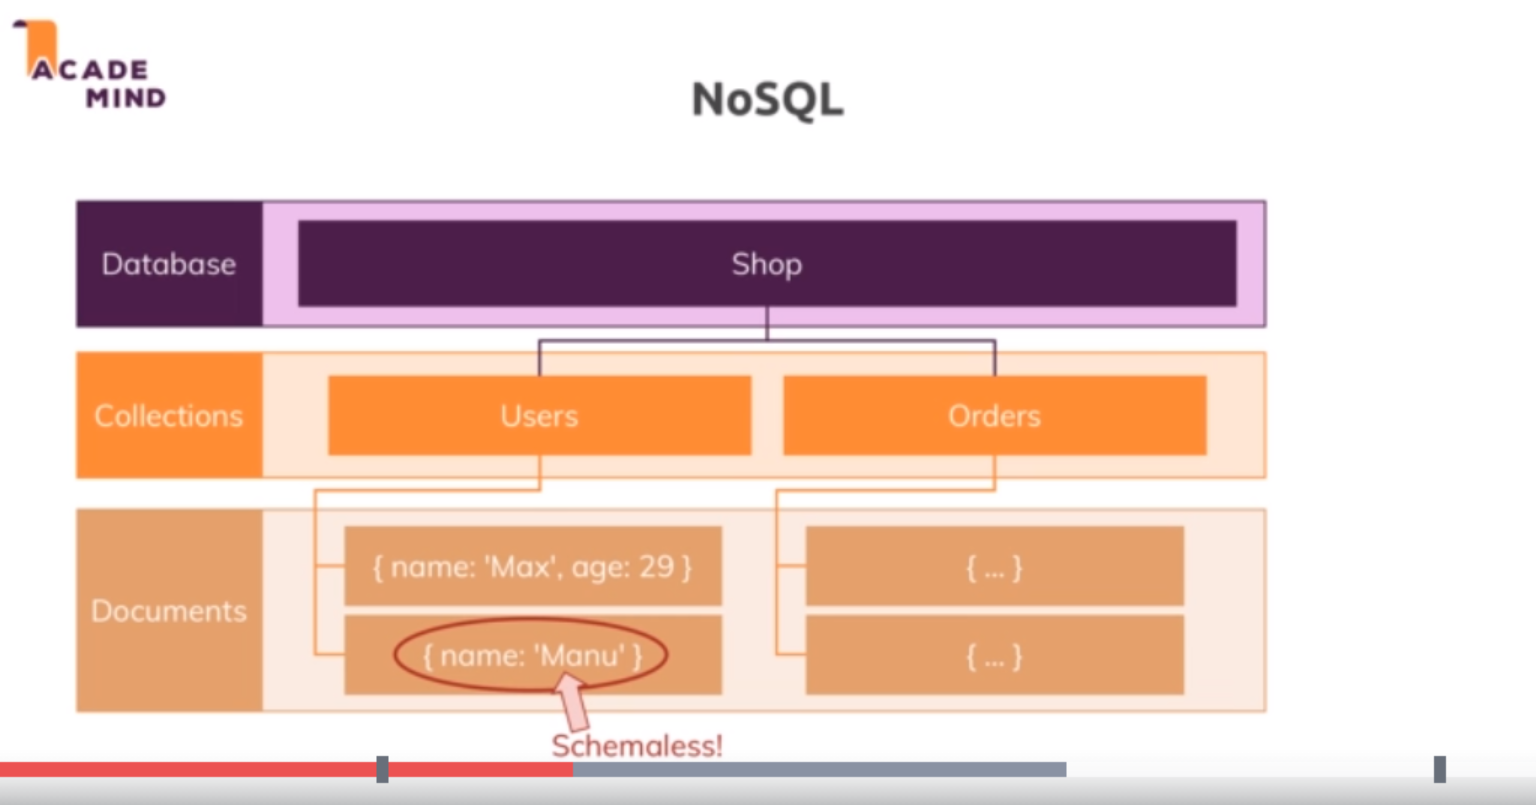 ACADE
MIND
NoSQL
Database
Shop
Collections
Users
Orders
Documents
{ name: 'Max', age: 29 }
{ ... }
{ name: 'Manu' }
{ ... }
Schemaless!